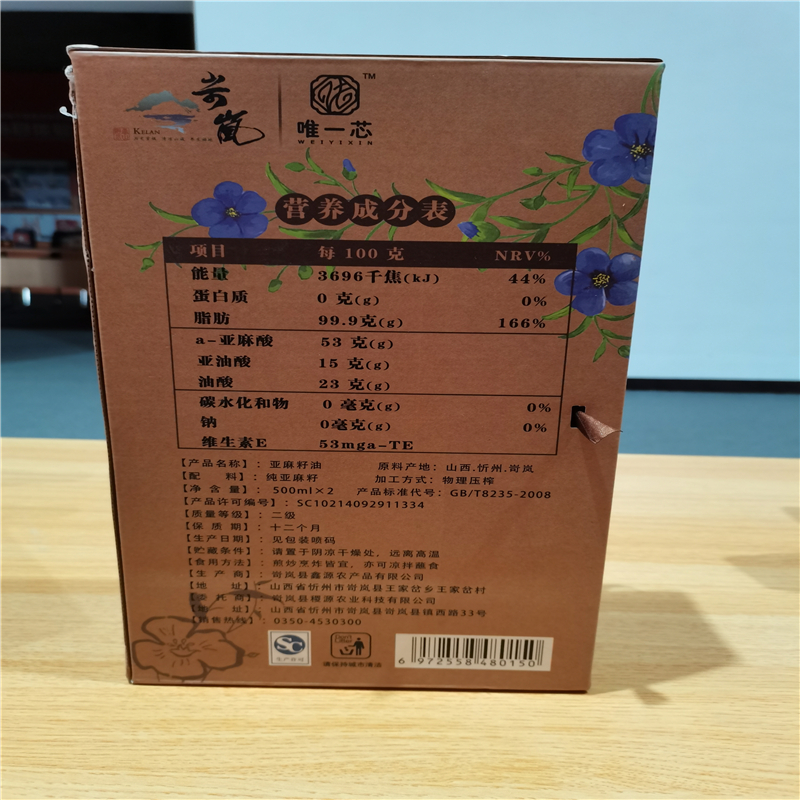 岢岚
KELAN
TM
唯一芯
WEIYIXIN
营养成分表
项目 每 100 克 NRV%
能量 3696千焦(kJ) 44%
蛋白质 0 克(g) 0%
脂肪 99.9克(g) 166%
a-亚麻酸 53 克(g)
亚油酸 15 克(g)
油酸 23 克(g)
碳水化和物 0 毫克(g) 0%
钠 0毫克(g) 0%
维生素E 53mga-TE
【产品名称】：亚麻籽油 原料产地：山西.忻州.岢岚
【配 料】：纯亚麻籽 加工方式：物理压榨
【净 含 量】：500ml×2 产品标准代号：GB/T8235-2008
【产品许可编号】：SC10214092911334
【质量等级】：二级
【保 质 期】：十二个月
【生产日期】：见包装喷码
【贮藏条件】：请置于阴凉干燥处，远离高温
【食用方法】：煎炒烹炸皆宜，亦可凉拌蘸食
【生 产 商】：岢岚县鑫源农产品有限公司
【地 址】：山西省忻州市岢岚县王家岔乡王家岔村
【委 托 商】：岢岚县稷源农业科技有限公司
【地 址】：山西省忻州市岢岚县岢岚县镇西路33号
【销售热线】：0350-4530300
生产许可
请保持城市清洁
6 972558 480150